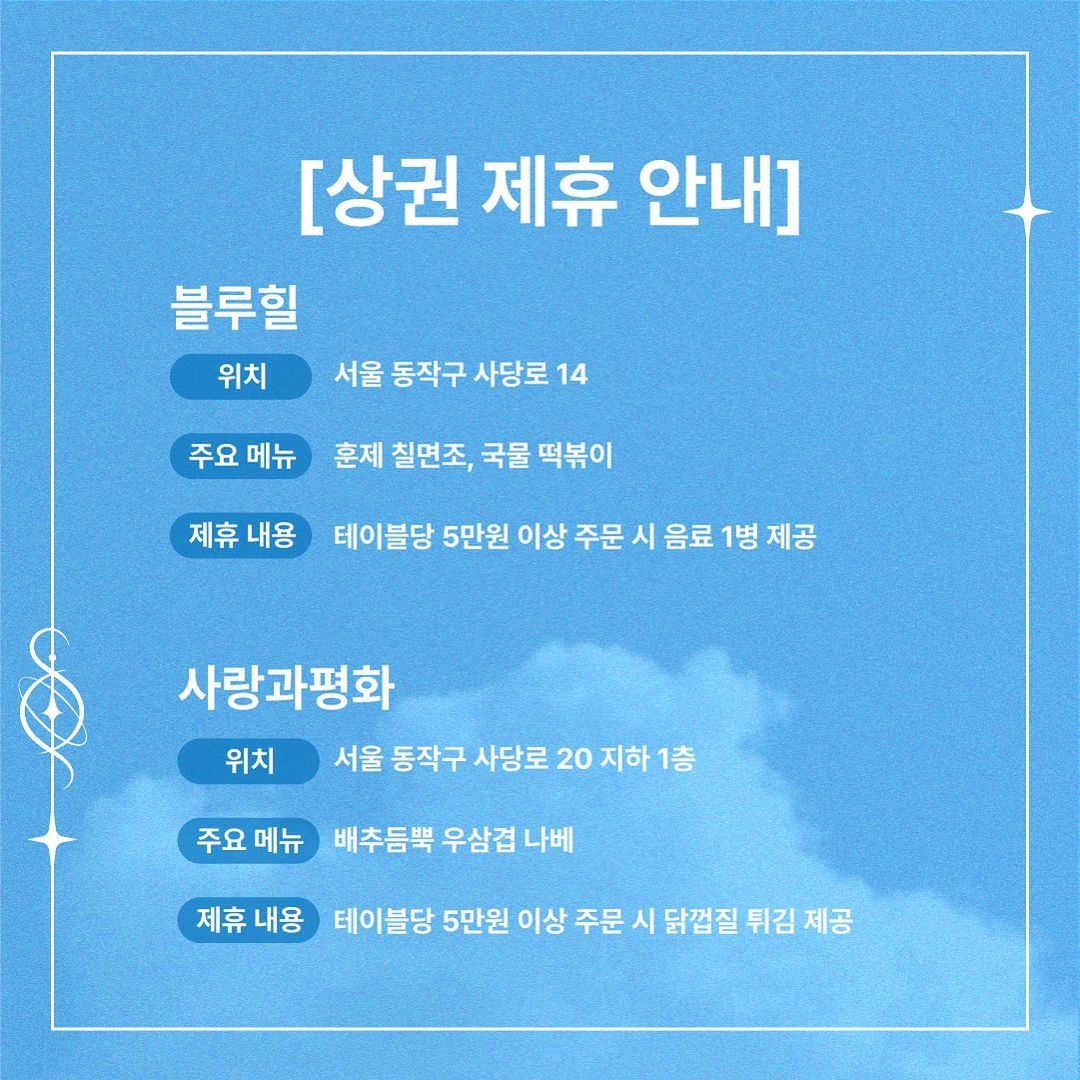 [상권 제휴 안내]
블루힐
위치 서울 동작구 사당로 14
주요 메뉴 훈제 칠면조, 국물 떡볶이
제휴 내용 테이블당 5만원 이상 주문 시 음료 1병 제공
사랑과평화
위치 서울 동작구 사당로 20 지하 1층
주요 메뉴 배추듬뿍 우삼겹 나베
제휴 내용 테이블당 5만원 이상 주문 시 닭껍질 튀김 제공